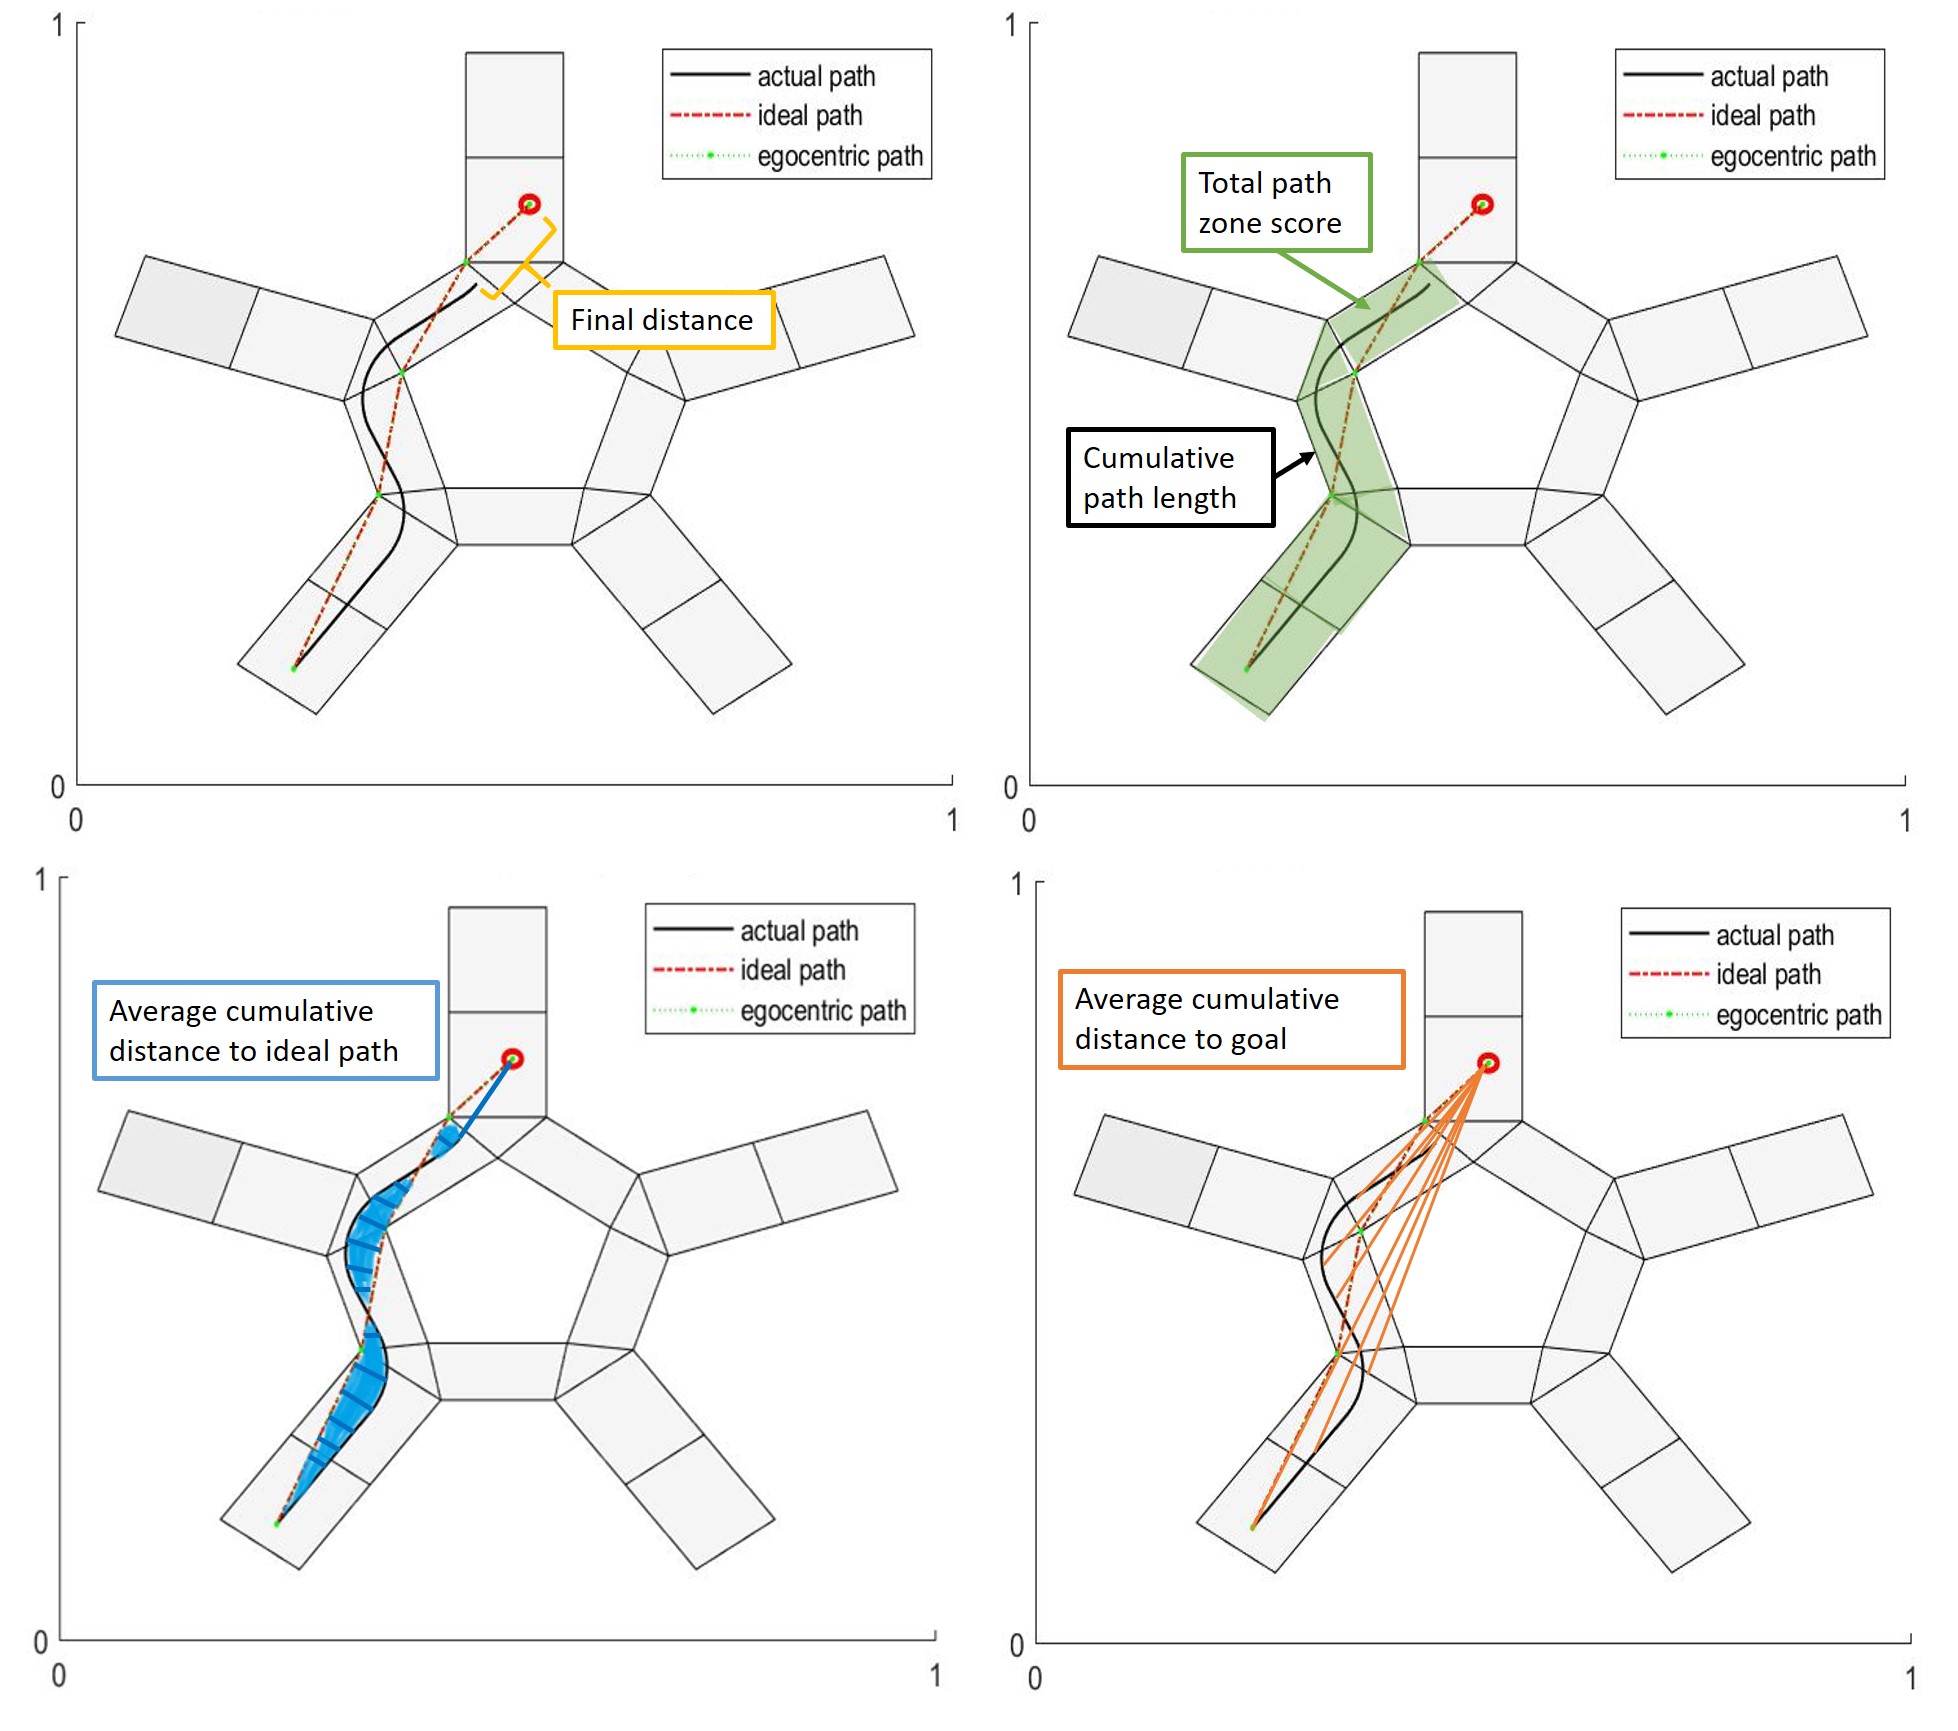 1
actual path
ideal path
egocentric path
Final distance
0
0
1
1
actual path
ideal path
egocentric path
Total path
zone score
Cumulative
path length
0
0
1
1
actual path
ideal path
egocentric path
Average cumulative
distance to ideal path
0
0
1
1
actual path
ideal path
egocentric path
Average cumulative
distance to goal
0
0
1